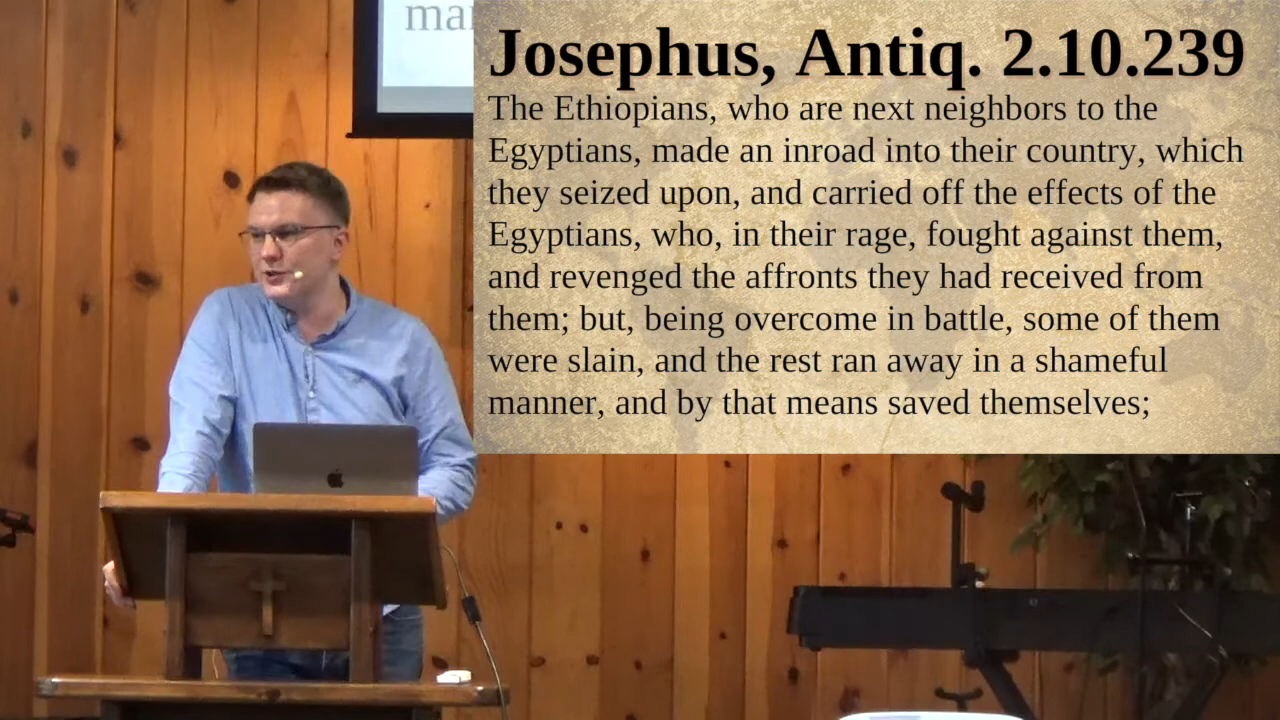 Josephus, Antiq. 2.10.239
The Ethiopians, who are next neighbors to the
Egyptians, made an inroad into their country, which
they seized upon, and carried off the effects of the
Egyptians, who, in their rage, fought against them,
and revenged the affronts they had received from
them; but, being overcome in battle, some of them
were slain, and the rest ran away in a shameful
manner, and by that means saved themselves;